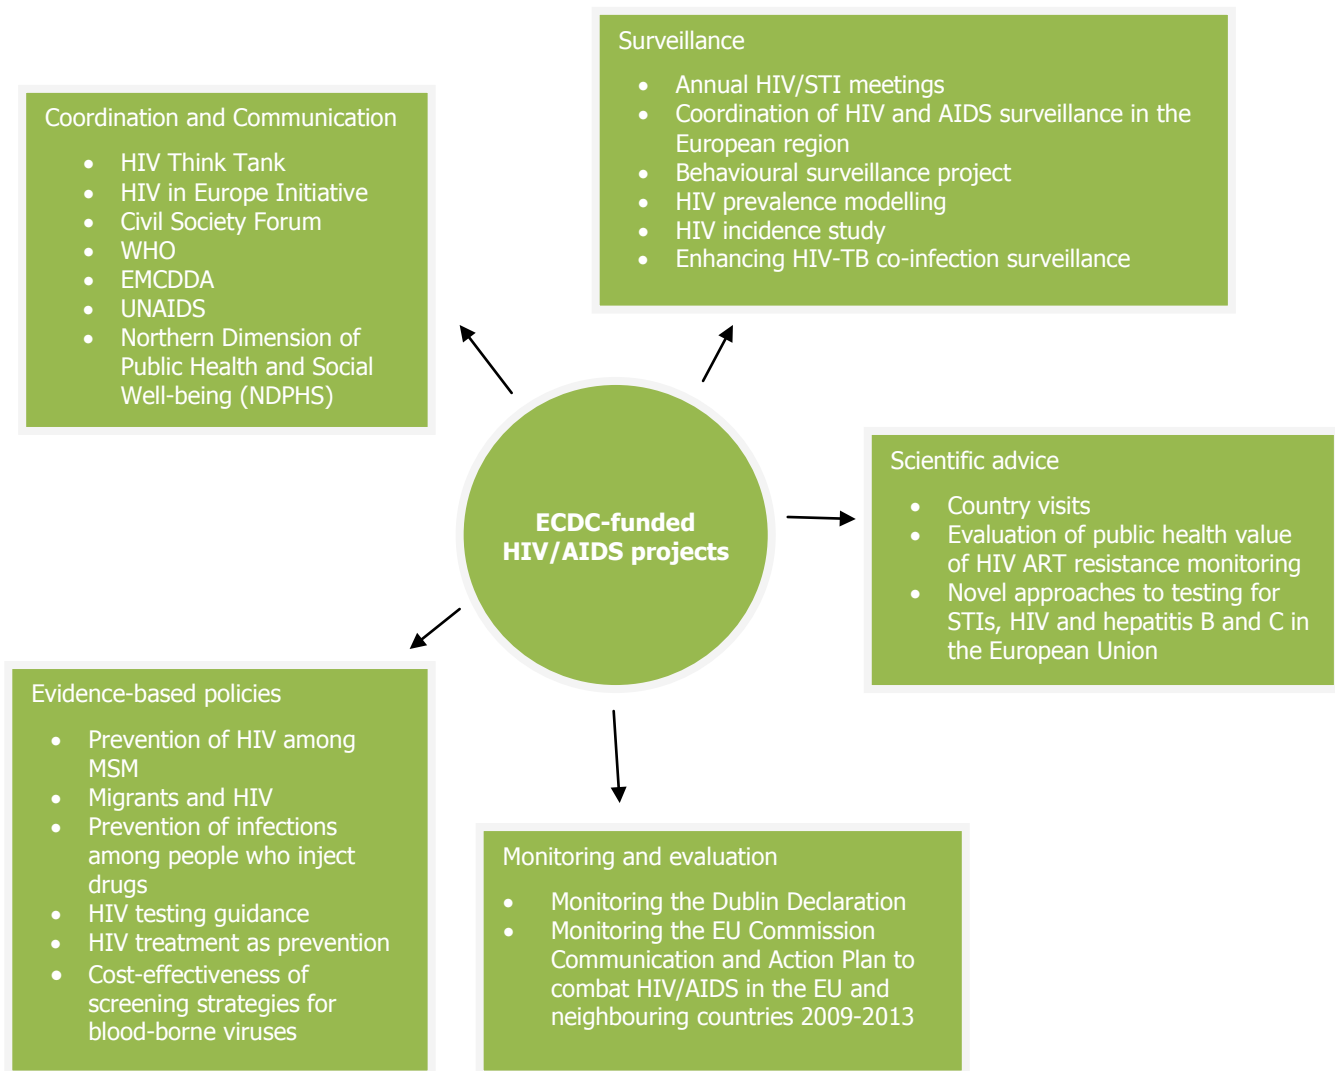 Surveillance
• Annual HIV/STI meetings
• Coordination of HIV and AIDS surveillance in the
European region
• Behavioural surveillance project
• HIV prevalence modelling
• HIV incidence study
• Enhancing HIV-TB co-infection surveillance
Coordination and Communication
• HIV Think Tank
• HIV in Europe Initiative
• Civil Society Forum
• WHO
• EMCDDA
• UNAIDS
• Northern Dimension of
Public Health and Social
Well-being (NDPHS)
ECDC-funded
HIV/AIDS projects
Scientific advice
• Country visits
• Evaluation of public health value
of HIV ART resistance monitoring
• Novel approaches to testing for
STIs, HIV and hepatitis B and C in
the European Union
Evidence-based policies
• Prevention of HIV among
MSM
• Migrants and HIV
• Prevention of infections
among people who inject
drugs
• HIV testing guidance
• HIV treatment as prevention
• Cost-effectiveness of
screening strategies for
blood-borne viruses
Monitoring and evaluation
• Monitoring the Dublin Declaration
• Monitoring the EU Commission
Communication and Action Plan to
combat HIV/AIDS in the EU and
neighbouring countries 2009-2013